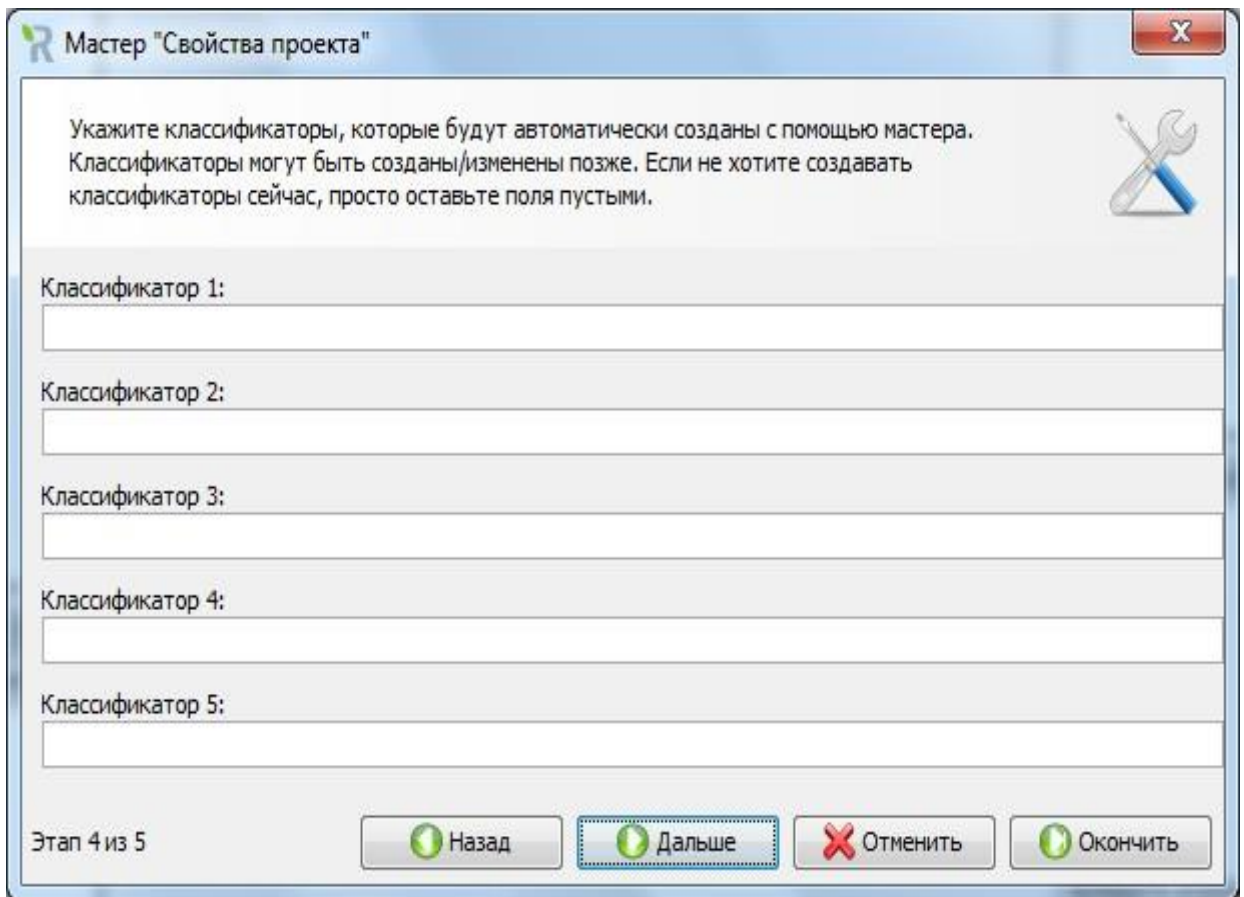 Мастер "Свойства проекта"
Укажите классификаторы, которые будут автоматически созданы с помощью мастера.
Классификаторы могут быть созданы/изменены позже. Если не хотите создавать
классификаторы сейчас, просто оставьте поля пустыми.
Классификатор 1:
Классификатор 2:
Классификатор 3:
Классификатор 4:
Классификатор 5:
Этап 4 из 5 Назад Дальше Отменить Окончить